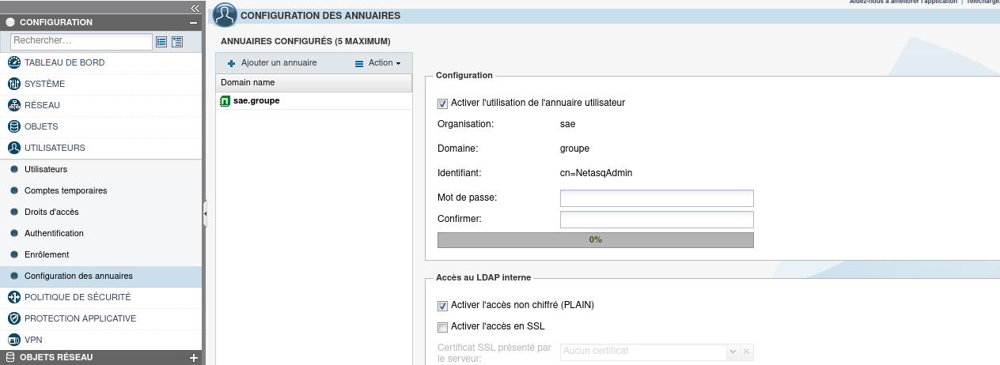 Aidez-nous à améliorer l'application | Télécharge
CONFIGURATION
Rechercher...
TABLEAU DE BORD
SYSTÈME
RÉSEAU
OBJETS
UTILISATEURS
Utilisateurs
Comptes temporaires
Droits d'accès
Authentification
Enrôlement
Configuration des annuaires
POLITIQUE DE SÉCURITÉ
PROTECTION APPLICATIVE
VPN
OBJETS RÉSEAU
CONFIGURATION DES ANNUAIRES
ANNUAIRES CONFIGURÉS (5 MAXIMUM)
Ajouter un annuaire Action
Domain name
sae.groupe
Configuration
Activer l'utilisation de l'annuaire utilisateur
Organisation: sae
Domaine: groupe
Identifiant: cn=NetasqAdmin
Mot de passe:
Confirmer:
0%
Accès au LDAP interne
Activer l'accès non chiffré (PLAIN)
Activer l'accès en SSL
Certificat SSL présenté par
le serveur:
Aucun certificat